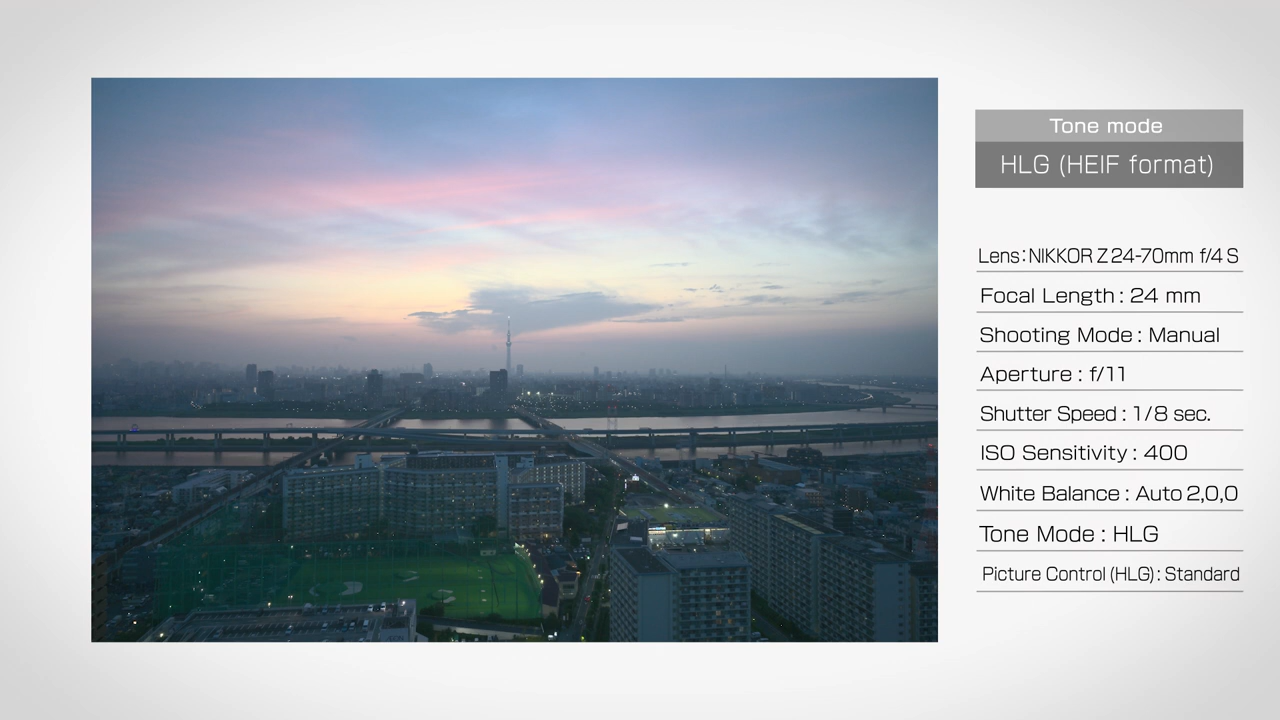 Tone mode
HLG (HEIF format)
Lens : NIKKOR Z 24-70mm f/4 S
Focal Length : 24 mm
Shooting Mode : Manual
Aperture : f/11
Shutter Speed : 1/8 sec.
ISO Sensitivity : 400
White Balance : Auto 2,0,0
Tone Mode : HLG
Picture Control (HLG) : Standard